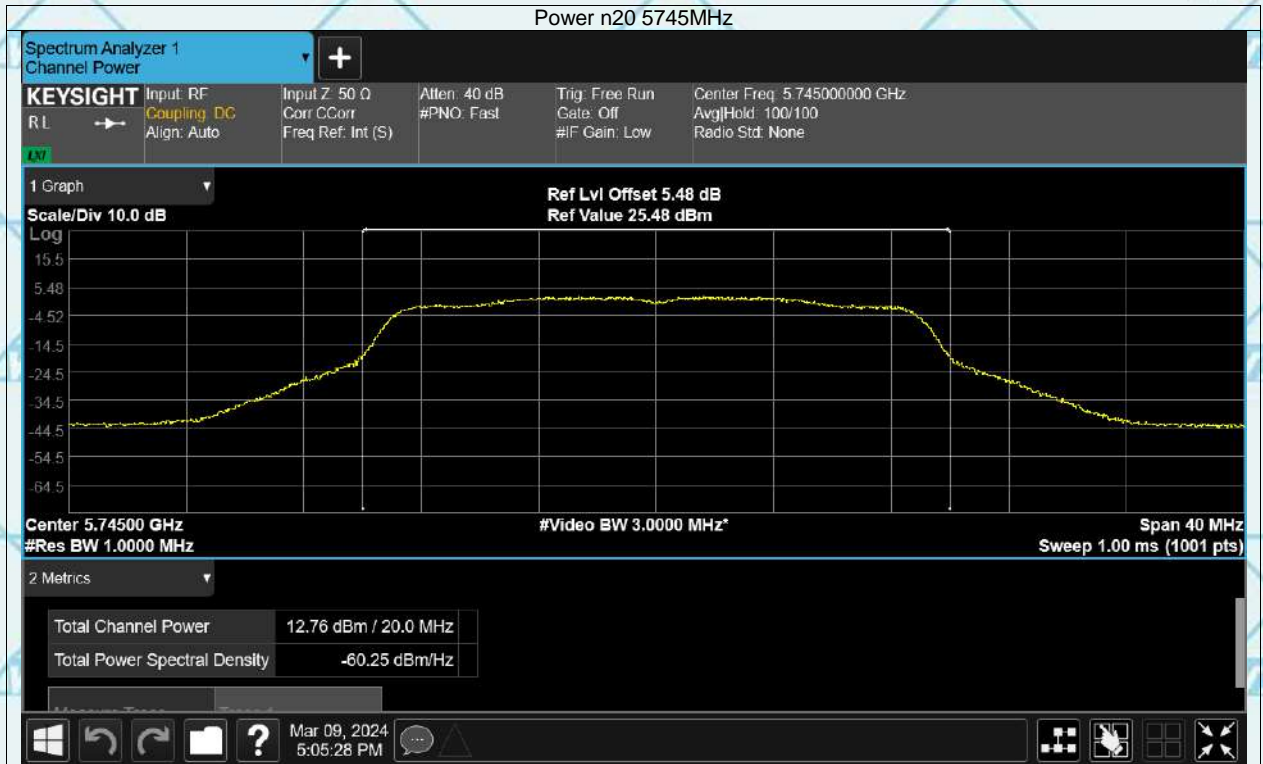 Power n20 5745MHz
Spectrum Analyzer 1
Channel Power
KEYSIGHT
RL
LXI
Input: RF
Coupling: DC
Align: Auto
Input Z: 50 Ω
Corr CCorr
Freq Ref: Int (S)
Atten: 40 dB
#PNO: Fast
Trig: Free Run
Gate: Off
#IF Gain: Low
Center Freq: 5.745000000 GHz
Avg|Hold: 100/100
Radio Std: None
1 Graph
Scale/Div 10.0 dB
Ref Lvl Offset 5.48 dB
Ref Value 25.48 dBm
Log
15.5
5.48
-4.52
-14.5
-24.5
-34.5
-44.5
-54.5
-64.5
Center 5.74500 GHz
#Res BW 1.0000 MHz
#Video BW 3.0000 MHz*
Span 40 MHz
Sweep 1.00 ms (1001 pts)
2 Metrics
Total Channel Power 12.76 dBm / 20.0 MHz
Total Power Spectral Density -60.25 dBm/Hz
Mar 09, 2024
5:05:28 PM